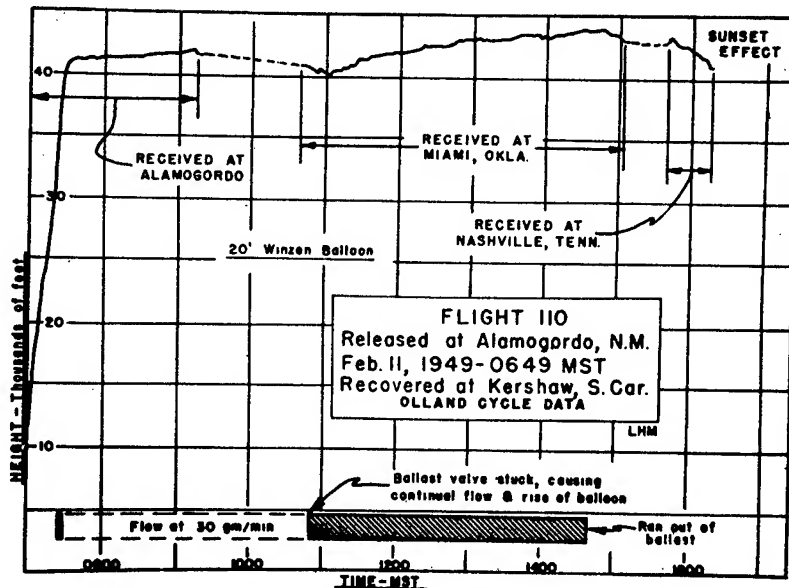 SUNSET
EFFECT
40
RECEIVED AT
ALAMOGORDO
RECEIVED AT
MIAMI, OKLA.
30
RECEIVED AT
NASHVILLE, TENN.
20' Winzen Balloon
HEIGHT-Thousands of feet
20
FLIGHT 110
Released at Alamogordo, N.M.
Feb. 11, 1949-0649 MST
Recovered at Kershaw, S. Car.
OLLAND CYCLE DATA
LHM
10
Ballast valve stuck, causing
continual flow & rise of balloon
Flow at 30 gm/min
Ran out of
ballast
0800 1000 1200 1400 1600 1800
TIME-MST